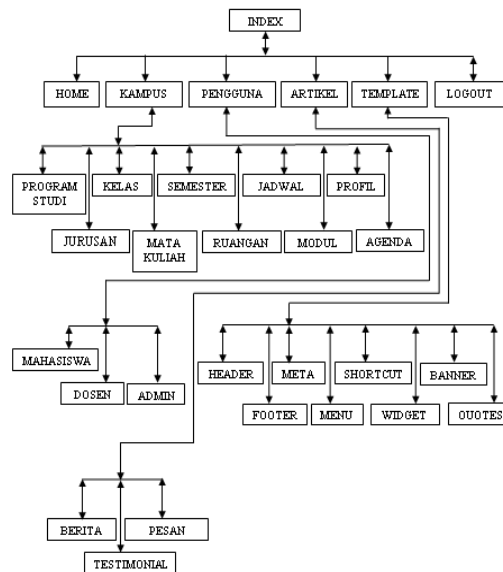 INDEX
HOME
KAMPUS
PENGGUNA
ARTIKEL
TEMPLATE
LOGOUT
PROGRAM
STUDI
KELAS
SEMESTER
JADWAL
PROFIL
JURUSAN
MATA
KULIAH
RUANGAN
MODUL
AGENDA
MAHASISWA
DOSEN
ADMIN
HEADER
META
SHORTCUT
BANNER
FOOTER
MENU
WIDGET
QUOTES
BERITA
PESAN
TESTIMONIAL